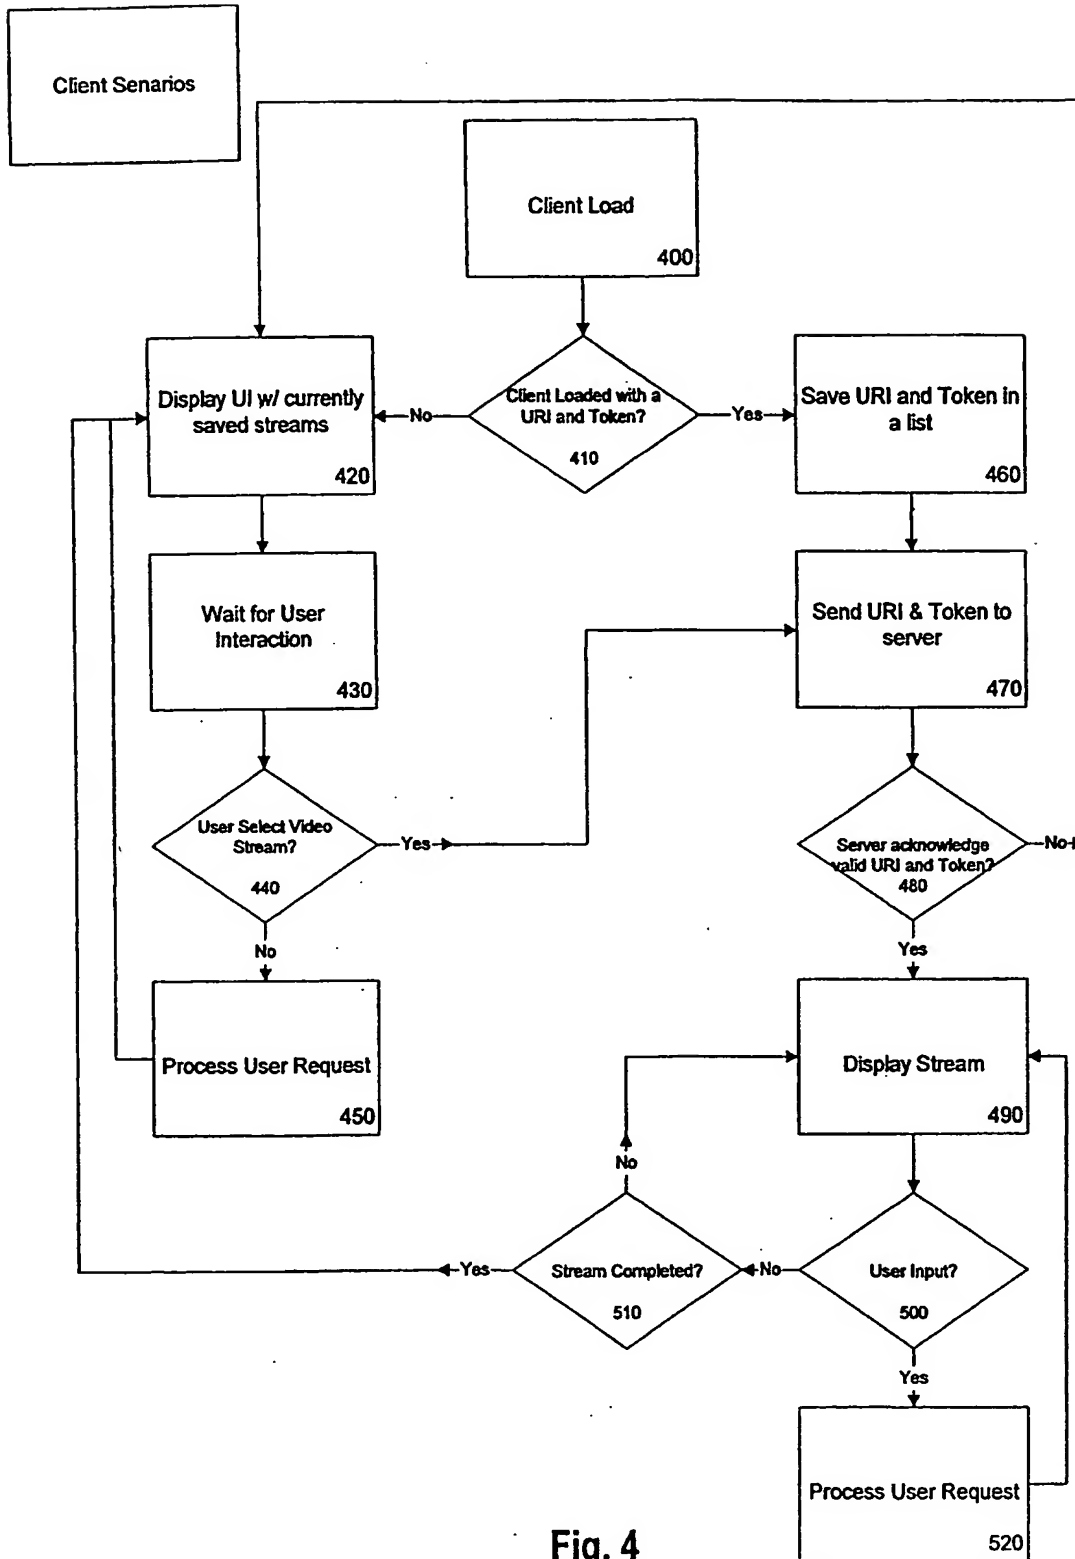 Client Senarios
Client Load
400
Display UI w/ currently
saved streams
420
No
Client Loaded with a
URI and Token?
410
Yes
Save URI and Token in
a list
460
Wait for User
Interaction
430
Send URI & Token to
server
470
User Select Video
Stream?
440
Yes
Server acknowledge
valid URI and Token?
480
No
No
Yes
Process User Request
450
Display Stream
490
No
Yes
Stream Completed?
510
No
User Input?
500
Yes
Process User Request
520
Fig. 4